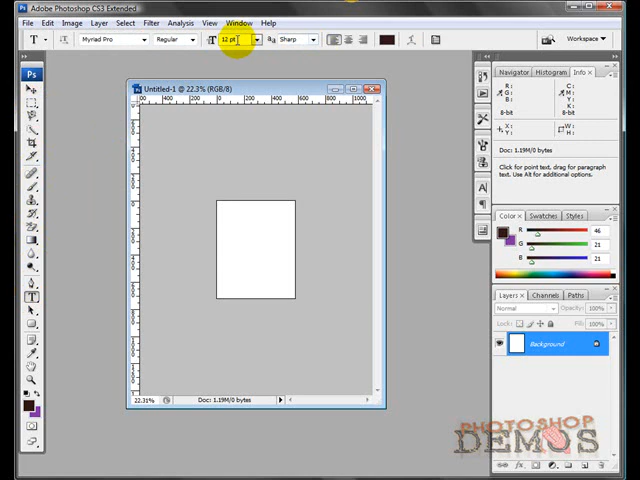 Adobe Photoshop CS3 Extended
File Edit Image Layer Select Filter Analysis View Window Help
T Myriad Pro Regular 12 pt Sharp Workspace
Ps
Untitled-1 @ 22.3% (RGB/8)
Navigator Histogram Info
R: C:
G: M:
B: Y:
K:
8-bit 8-bit
X: W:
Y: H:
Doc: 1.19M/0 bytes
Click for point text, drag for paragraph
text. Use Alt for additional options.
Color Swatches Styles
R 46
G 21
B 21
Layers Channels Paths
Normal Opacity: 100%
Lock: Fill: 100%
Background
22.31% Doc: 1.19M/0 bytes
PHOTOSHOP
DEMOS